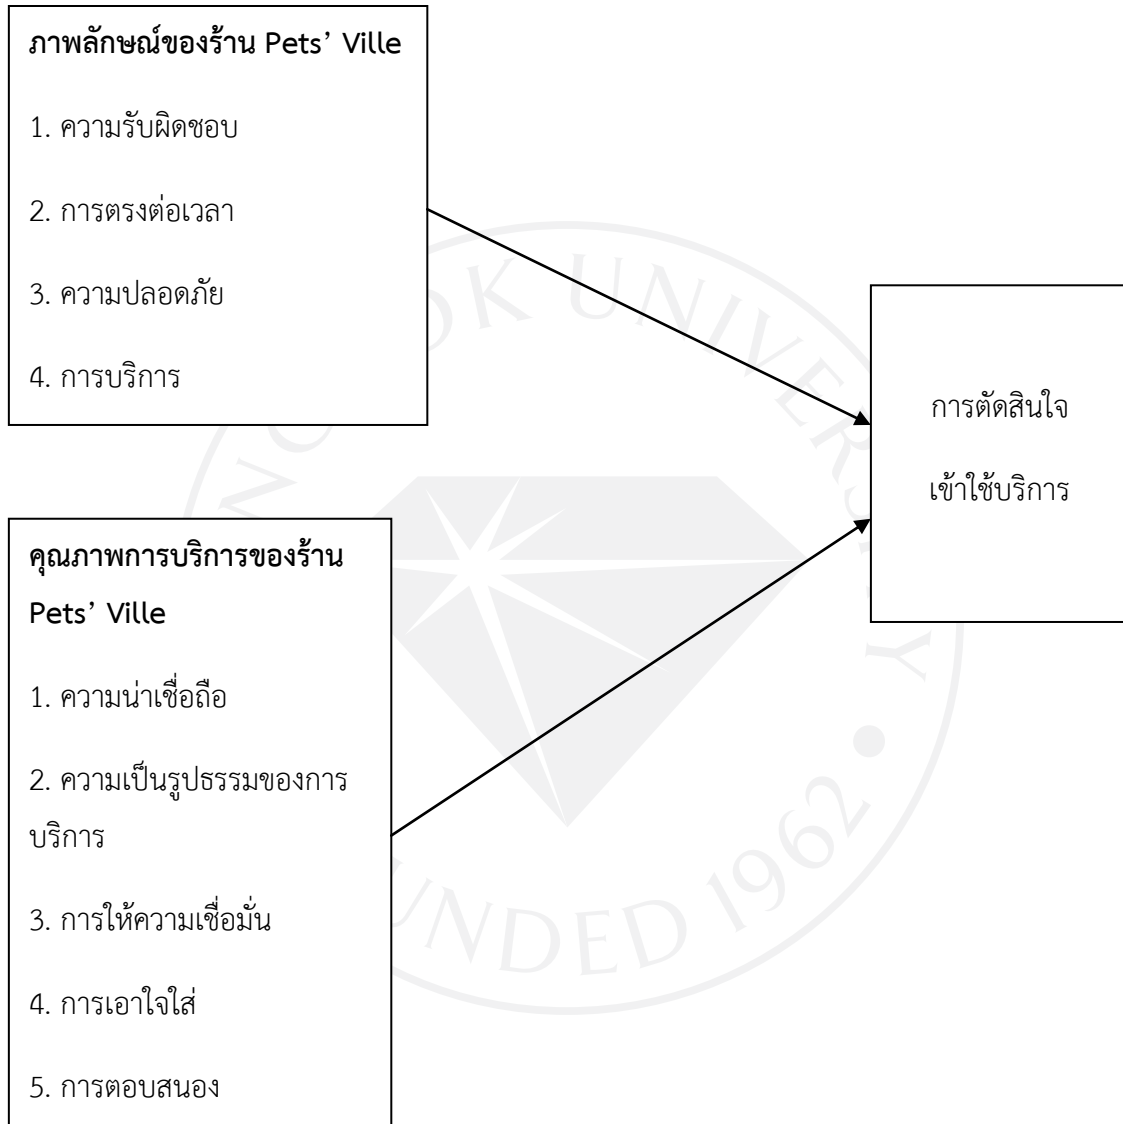 ภาพลักษณ์ของร้าน Pets’ Ville
1. ความรับผิดชอบ
2. การตรงต่อเวลา
3. ความปลอดภัย
4. การบริการ
การตัดสินใจ
เข้าใช้บริการ
คุณภาพการบริการของร้าน
Pets’ Ville
1. ความน่าเชื่อถือ
2. ความเป็นรูปธรรมของการ
บริการ
3. การให้ความเชื่อมั่น
4. การเอาใจใส่
5. การตอบสนอง
OK UNIVERSITY
UNDED 1962